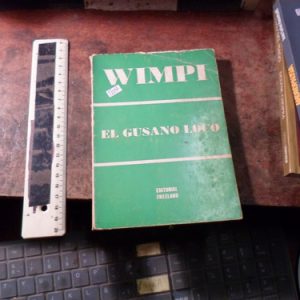 WIMPI
EL GUSANO LOCO
EDITORIAL
FREELAND